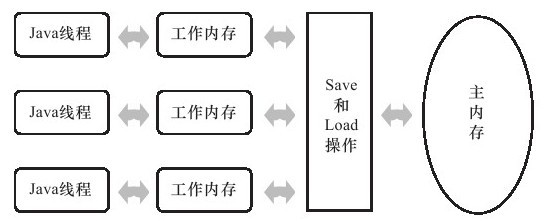 Java线程
工作内存
Java线程
工作内存
Java线程
工作内存
Save
和
Load
操作
主
内
存